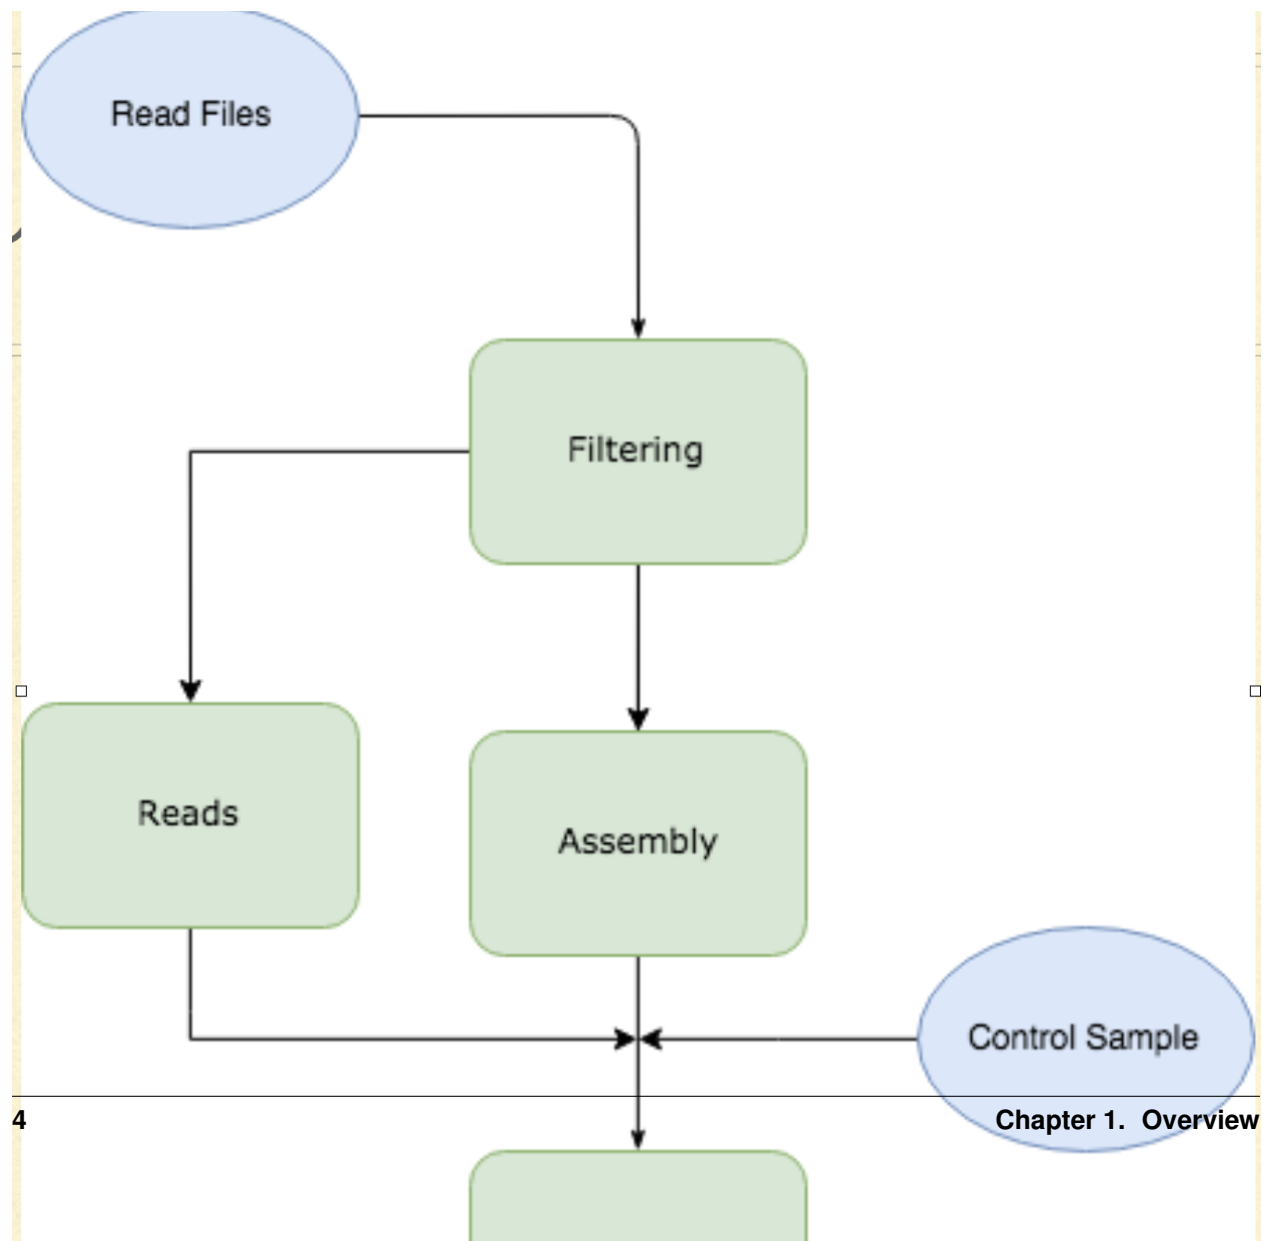 Read Files
Filtering
Reads
Assembly
Control Sample
4
Chapter 1. Overview